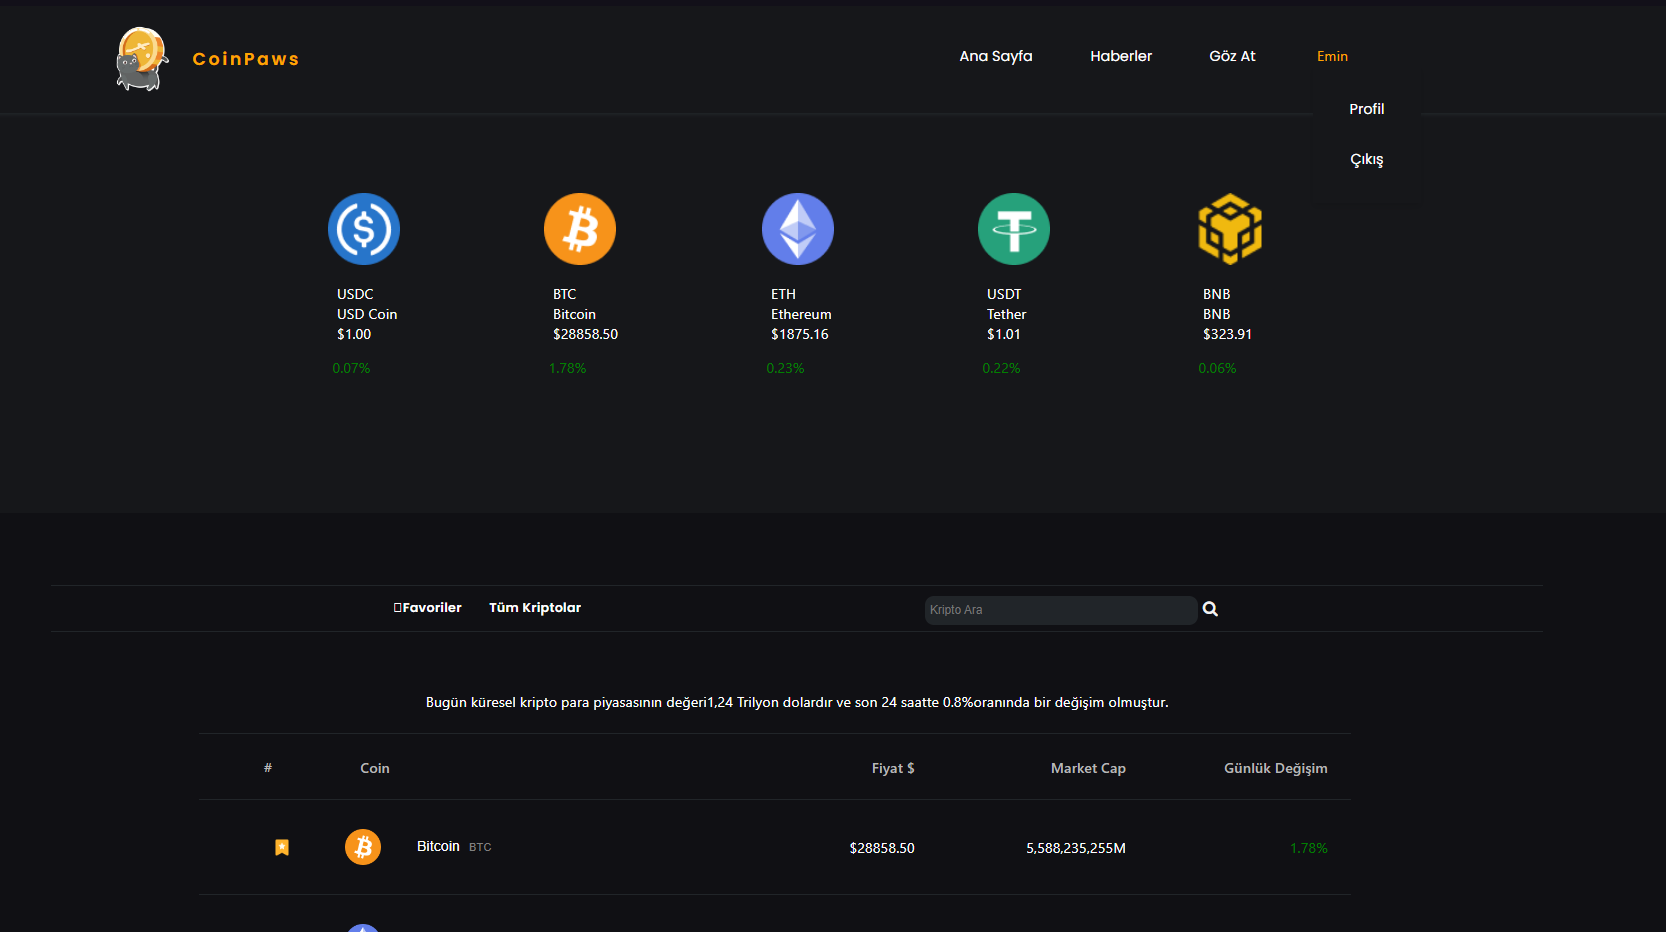 CoinPaws
Ana Sayfa Haberler Göz At Emin
Profil
Çıkış
USDC
USD Coin
$1.00
0.07%
BTC
Bitcoin
$28858.50
1.78%
ETH
Ethereum
$1875.16
0.23%
USDT
Tether
$1.01
0.22%
BNB
BNB
$323.91
0.06%
Favoriler Tüm Kriptolar Kripto Ara
Bugün küresel kripto para piyasasının değeri1,24 Trilyon dolardır ve son 24 saatte 0.8%oranında bir değişim olmuştur.
# Coin Fiyat $ Market Cap Günlük Değişim
Bitcoin BTC $28858.50 5,588,235,255M 1.78%